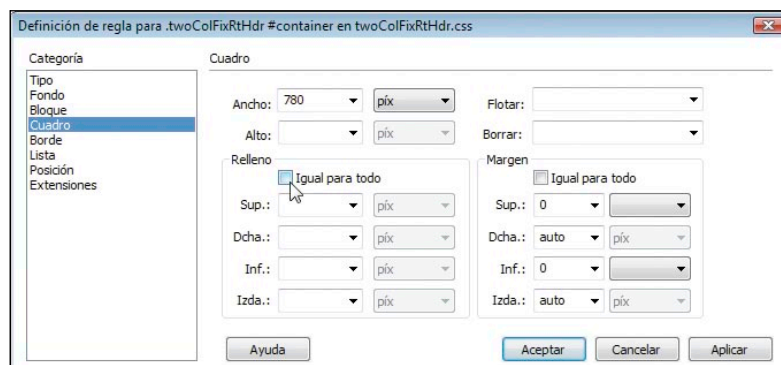 Definición de regla para .twoColFixRtHdr #container en twoColFixRtHdr.css
Categoría
Tipo
Fondo
Bloque
Cuadro
Borde
Lista
Posición
Extensiones
Cuadro
Ancho: 780 píx Flotar:
Alto: píx Borrar:
Relleno
Igual para todo
Sup.: píx
Dcha.: píx
Inf.: píx
Izda.: píx
Margen
Igual para todo
Sup.: 0
Dcha.: auto píx
Inf.: 0
Izda.: auto píx
Ayuda Aceptar Cancelar Aplicar